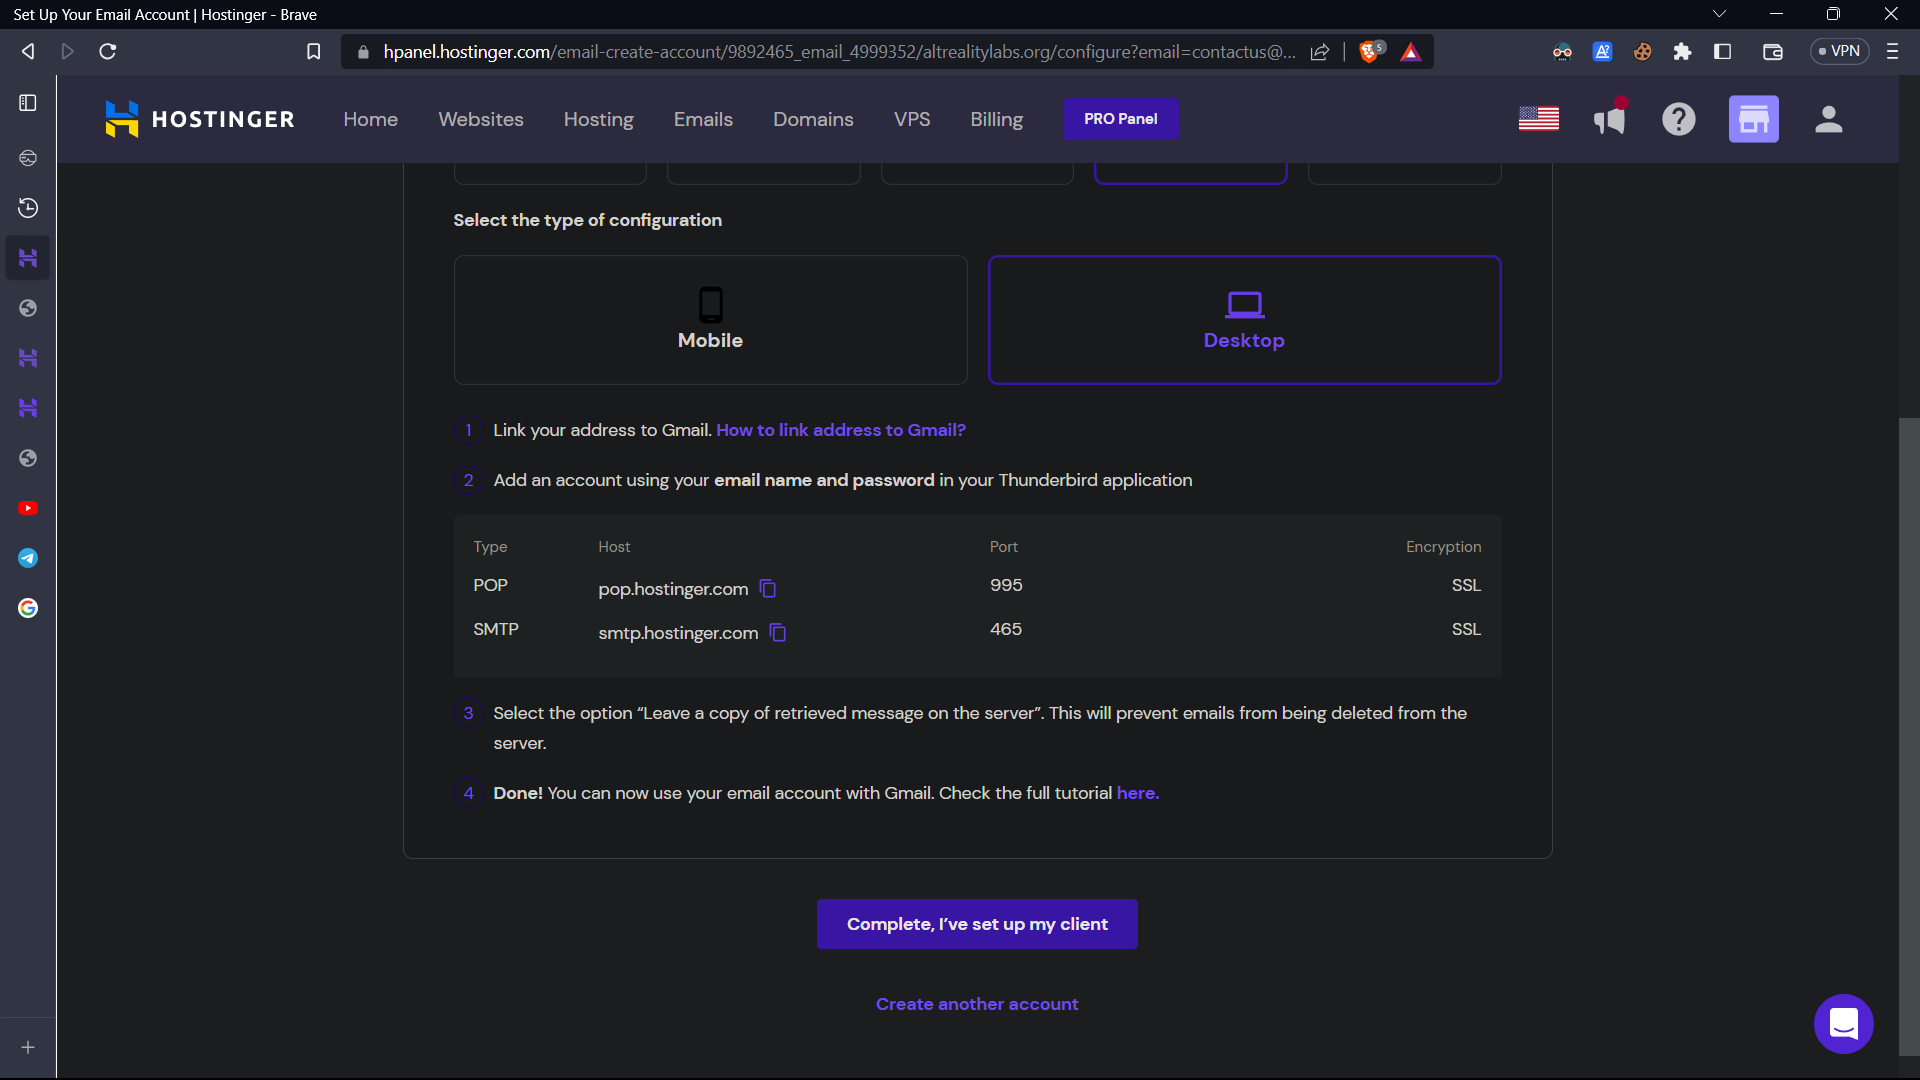 Set Up Your Email Account | Hostinger - Brave
hpanel.hostinger.com/email-create-account/9892465_email_4999352/altrealitylabs.org/configure?email=contactus@...
5
VPN
HOSTINGER
Home
Websites
Hosting
Emails
Domains
VPS
Billing
PRO Panel
Select the type of configuration
Mobile
Desktop
1 Link your address to Gmail. How to link address to Gmail?
2 Add an account using your email name and password in your Thunderbird application
Type Host Port Encryption
POP pop.hostinger.com 995 SSL
SMTP smtp.hostinger.com 465 SSL
3 Select the option “Leave a copy of retrieved message on the server”. This will prevent emails from being deleted from the
server.
4 Done! You can now use your email account with Gmail. Check the full tutorial here.
Complete, I’ve set up my client
Create another account